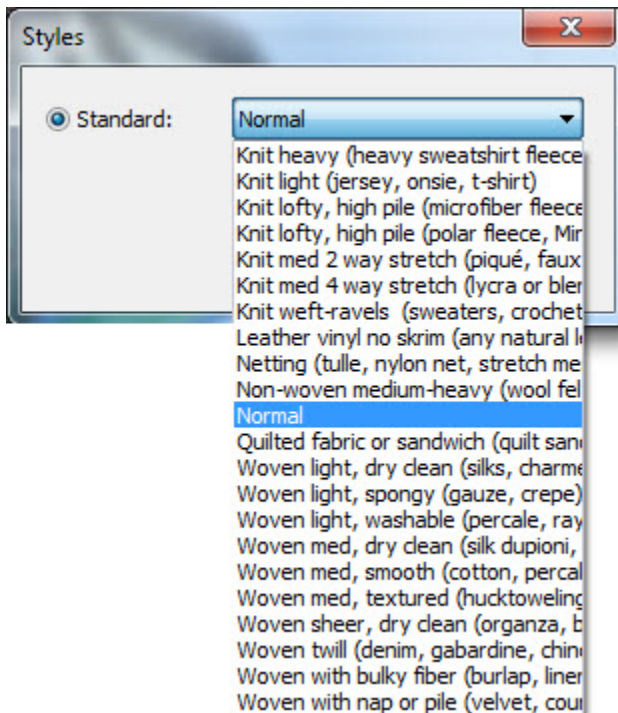 Styles
Standard:
Normal
Knit heavy (heavy sweatshirt fleece
Knit light (jersey, onsie, t-shirt)
Knit lofty, high pile (microfiber fleece
Knit lofty, high pile (polar fleece, Min
Knit med 2 way stretch (piqué, faux
Knit med 4 way stretch (lycra or blen
Knit weft-ravels (sweaters, crochet
Leather vinyl no skrim (any natural le
Netting (tulle, nylon net, stretch me
Non-woven medium-heavy (wool fel
Normal
Quilted fabric or sandwich (quilt sand
Woven light, dry clean (silks, charme
Woven light, spongy (gauze, crepe)
Woven light, washable (percale, ray
Woven med, dry clean (silk dupioni,
Woven med, smooth (cotton, percal
Woven med, textured (hucktoweling
Woven sheer, dry clean (organza, b
Woven twill (denim, gabardine, chin
Woven with bulky fiber (burlap, linen
Woven with nap or pile (velvet, cour